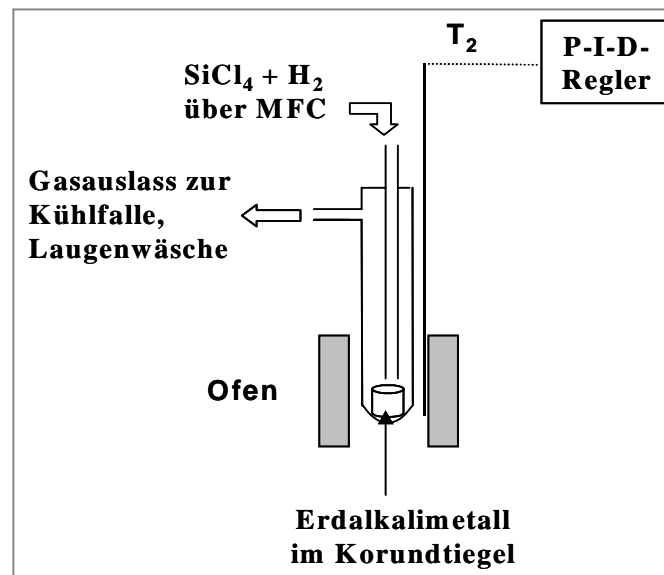 T₂
P-I-D-
Regler
SiCl₄ + H₂
über MFC
Gasauslass zur
Kühlfalle,
Laugenwäsche
Ofen
Erdalkalimetall
im Korundtiegel